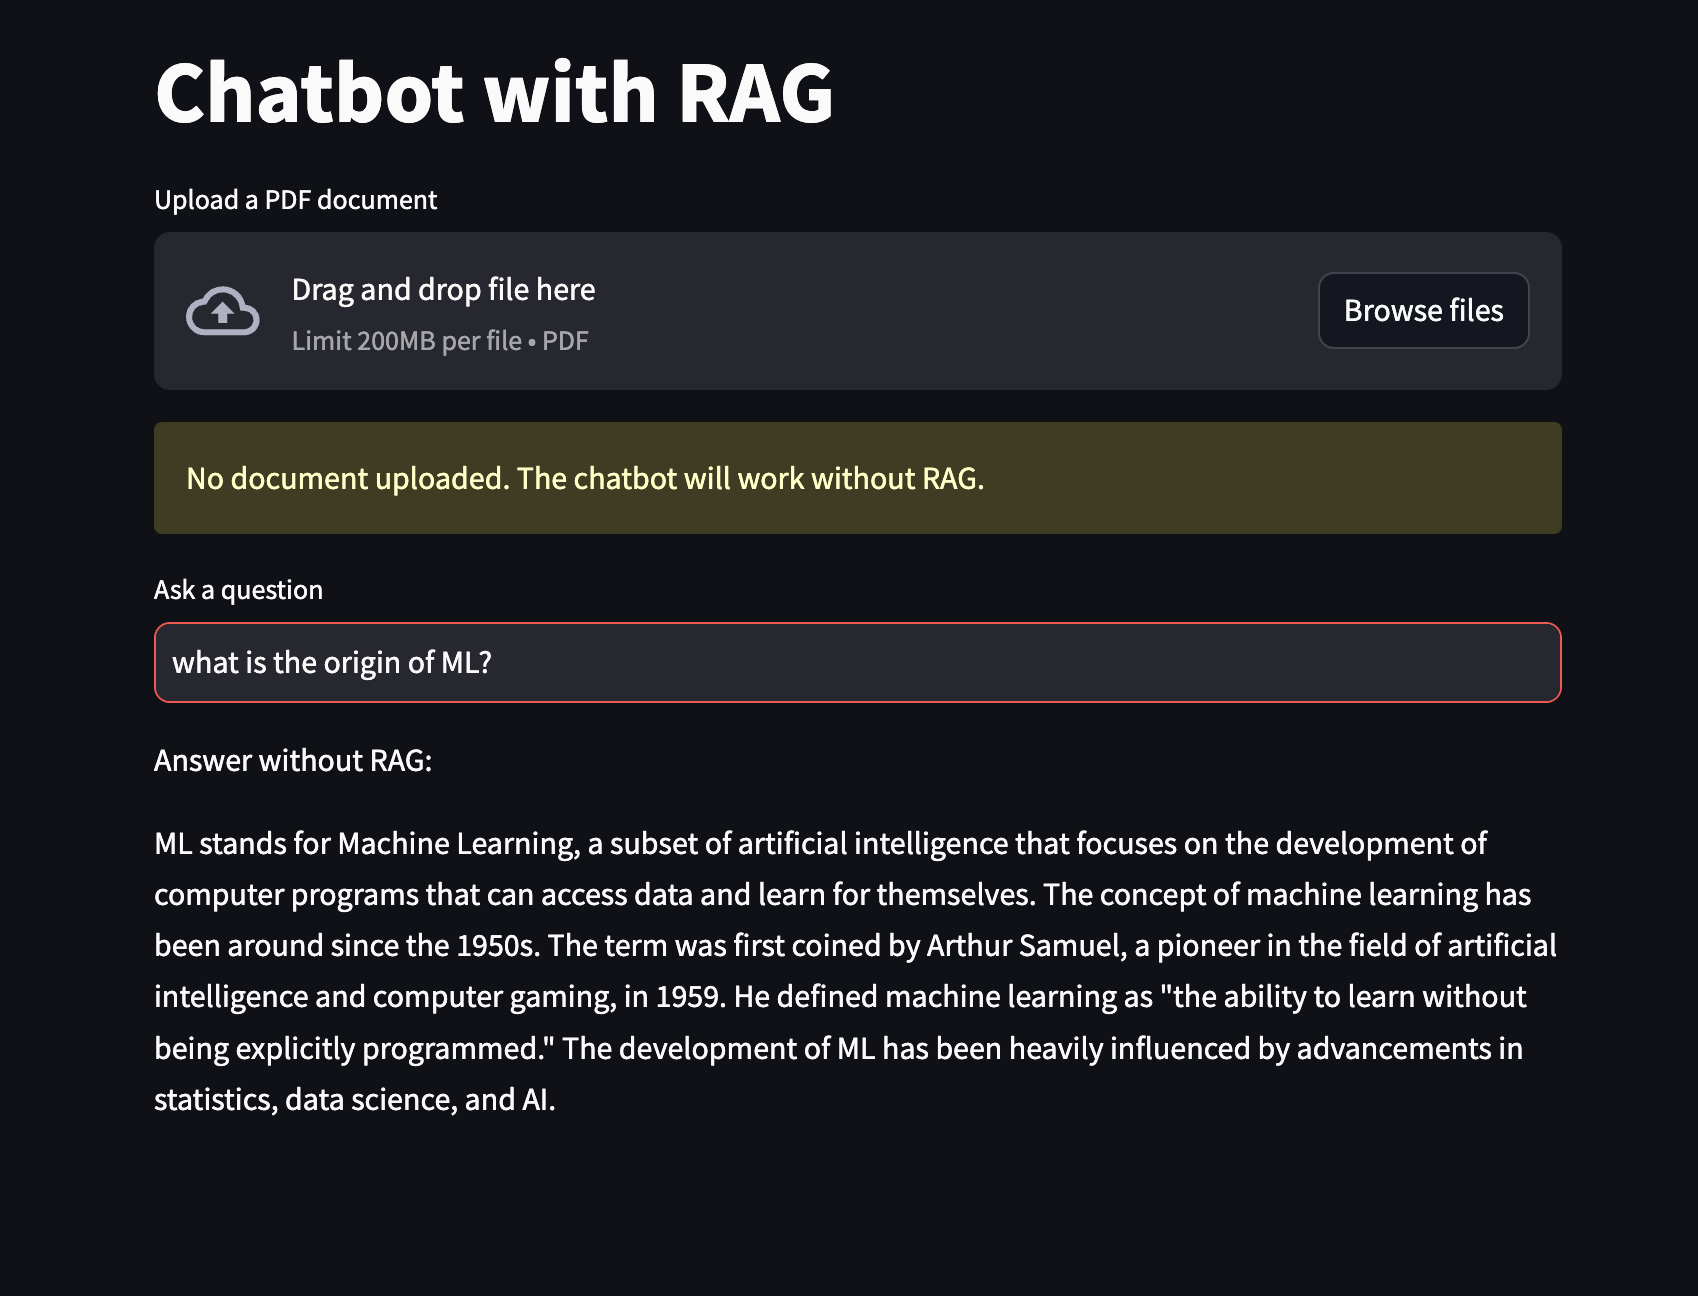 Chatbot with RAG
Upload a PDF document
Drag and drop file here
Limit 200MB per file • PDF
Browse files
No document uploaded. The chatbot will work without RAG.
Ask a question
what is the origin of ML?
Answer without RAG:
ML stands for Machine Learning, a subset of artificial intelligence that focuses on the development of
computer programs that can access data and learn for themselves. The concept of machine learning has
been around since the 1950s. The term was first coined by Arthur Samuel, a pioneer in the field of artificial
intelligence and computer gaming, in 1959. He defined machine learning as "the ability to learn without
being explicitly programmed." The development of ML has been heavily influenced by advancements in
statistics, data science, and AI.